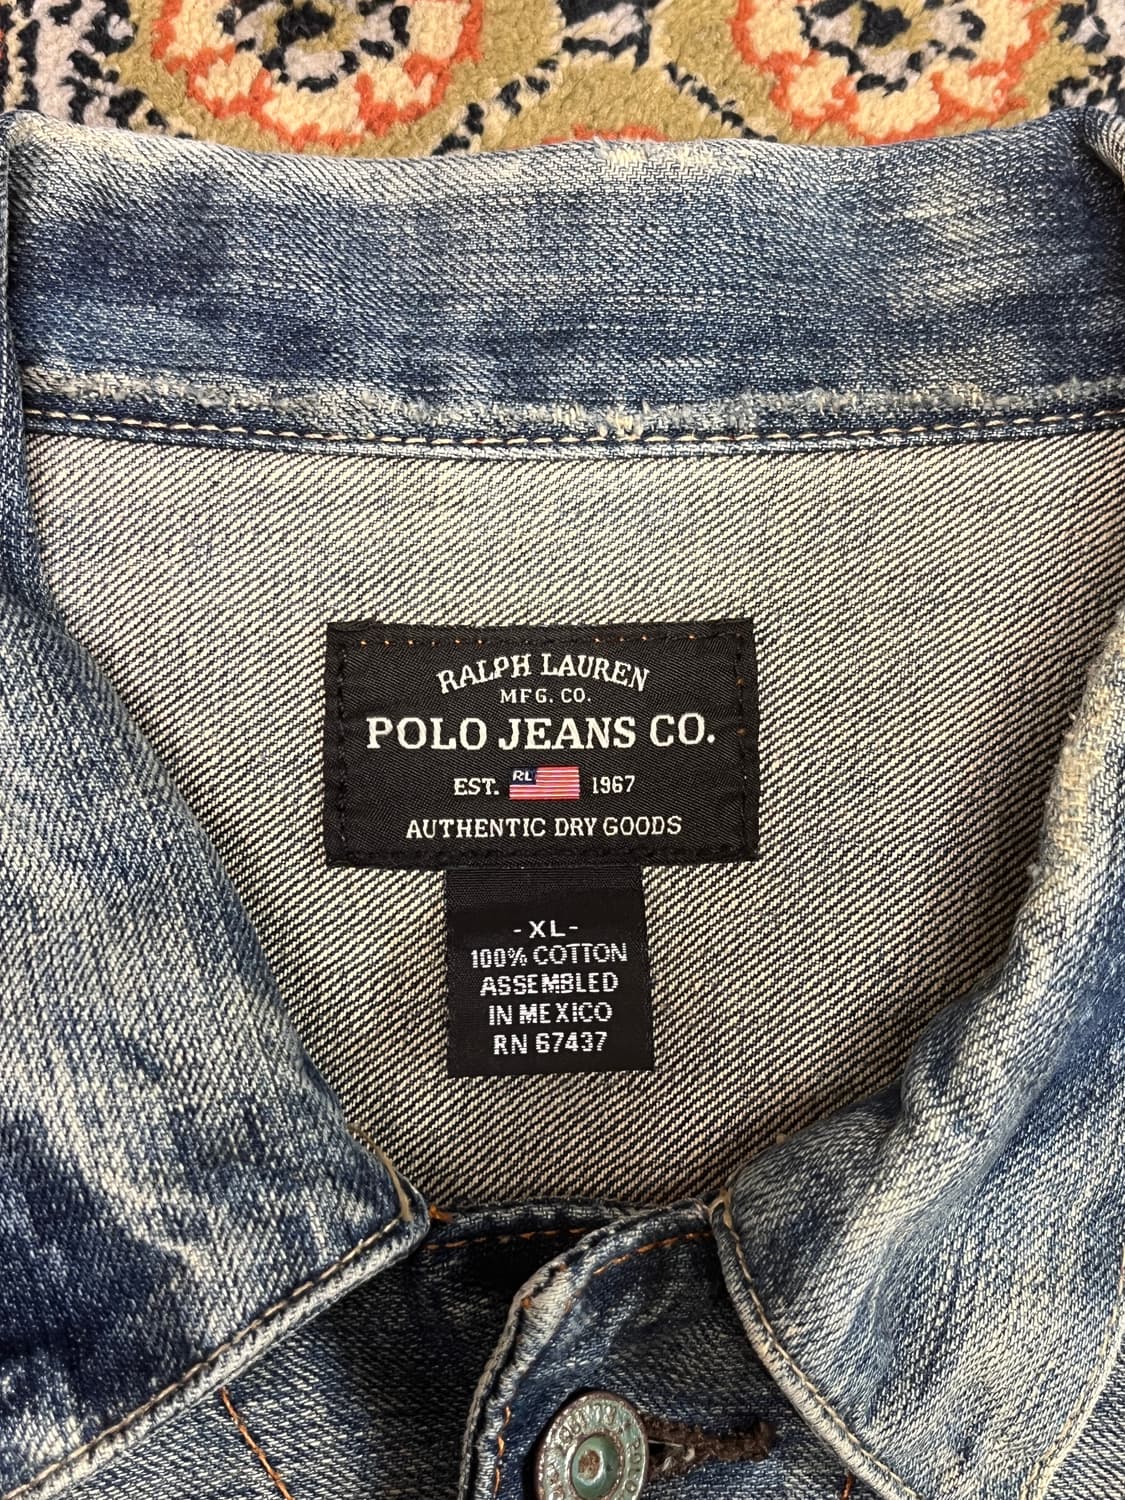 RALPH LAUREN
MFG. CO.
POLO JEANS CO.
EST. RL 1967
AUTHENTIC DRY GOODS
-XL-
100% COTTON
ASSEMBLED
IN MEXICO
RN 67437